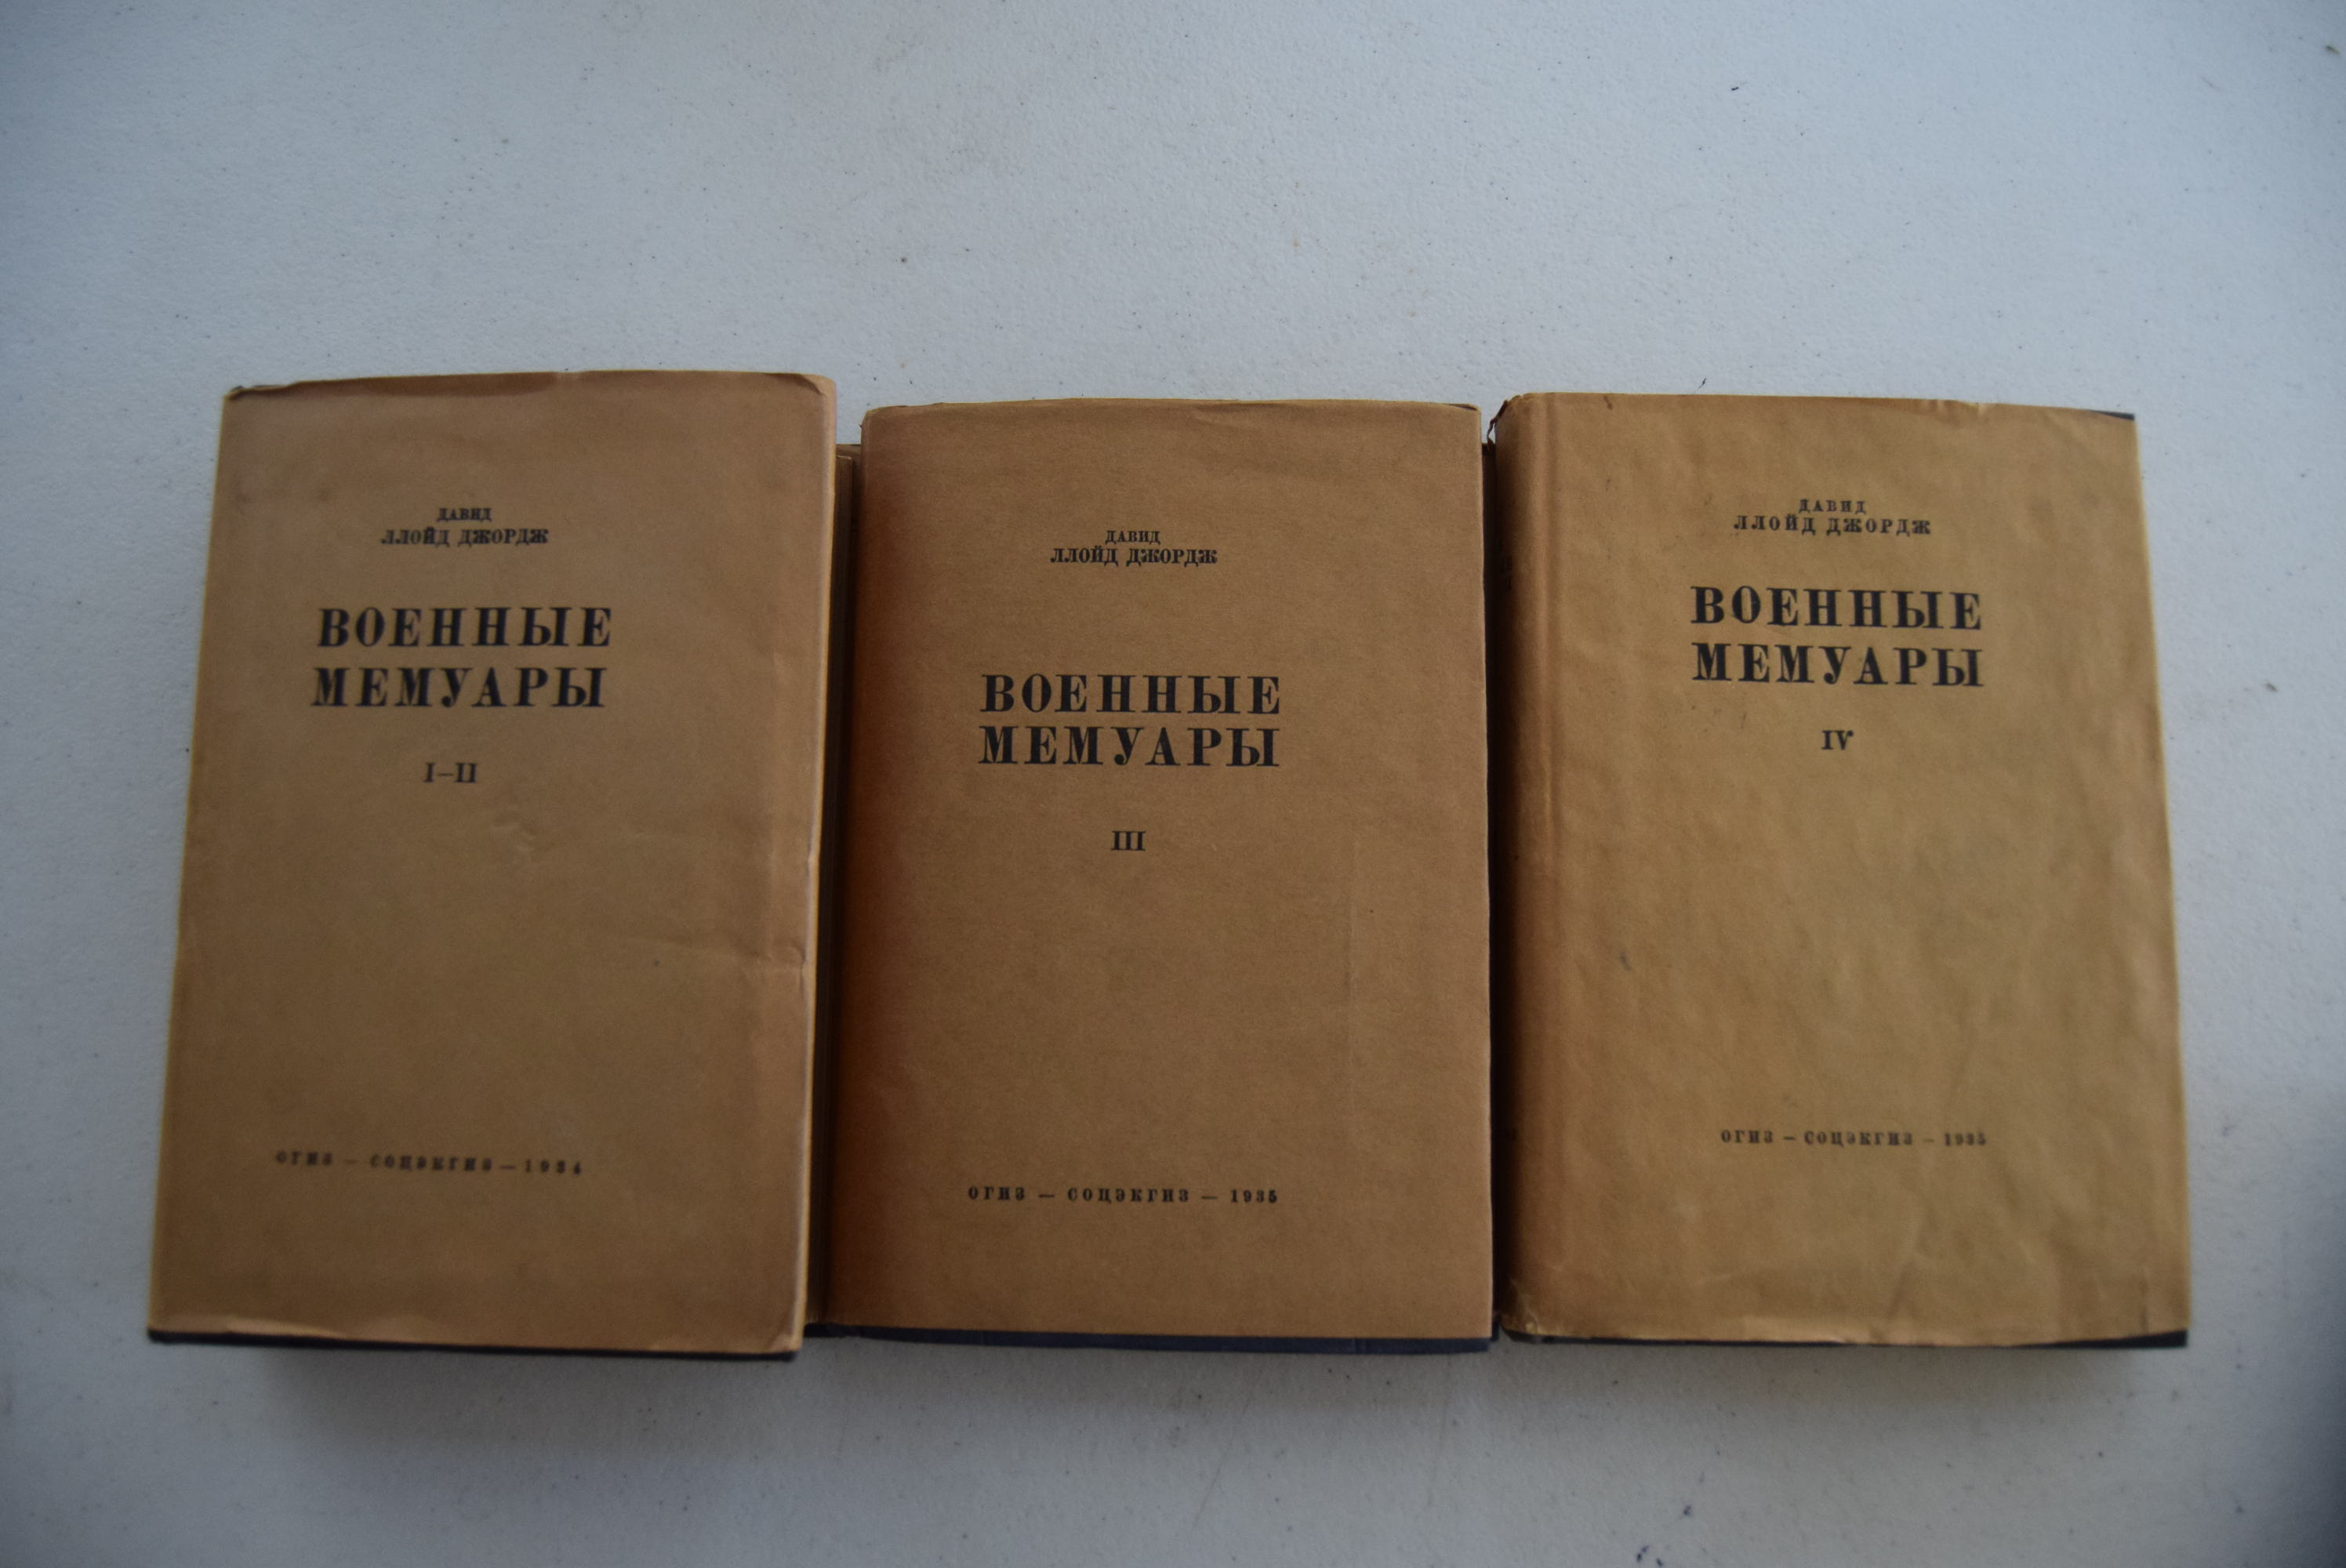 ДАВИД
ЛЛОЙД ДЖОРДЖ
ВОЕННЫЕ
МЕМУАРЫ
I–II
ОГИЗ – СОЦЭКГИЗ – 1934
ДАВИД
ЛЛОЙД ДЖОРДЖ
ВОЕННЫЕ
МЕМУАРЫ
III
ОГИЗ – СОЦЭКГИЗ – 1935
ДАВИД
ЛЛОЙД ДЖОРДЖ
ВОЕННЫЕ
МЕМУАРЫ
IV
ОГИЗ – СОЦЭКГИЗ – 1935